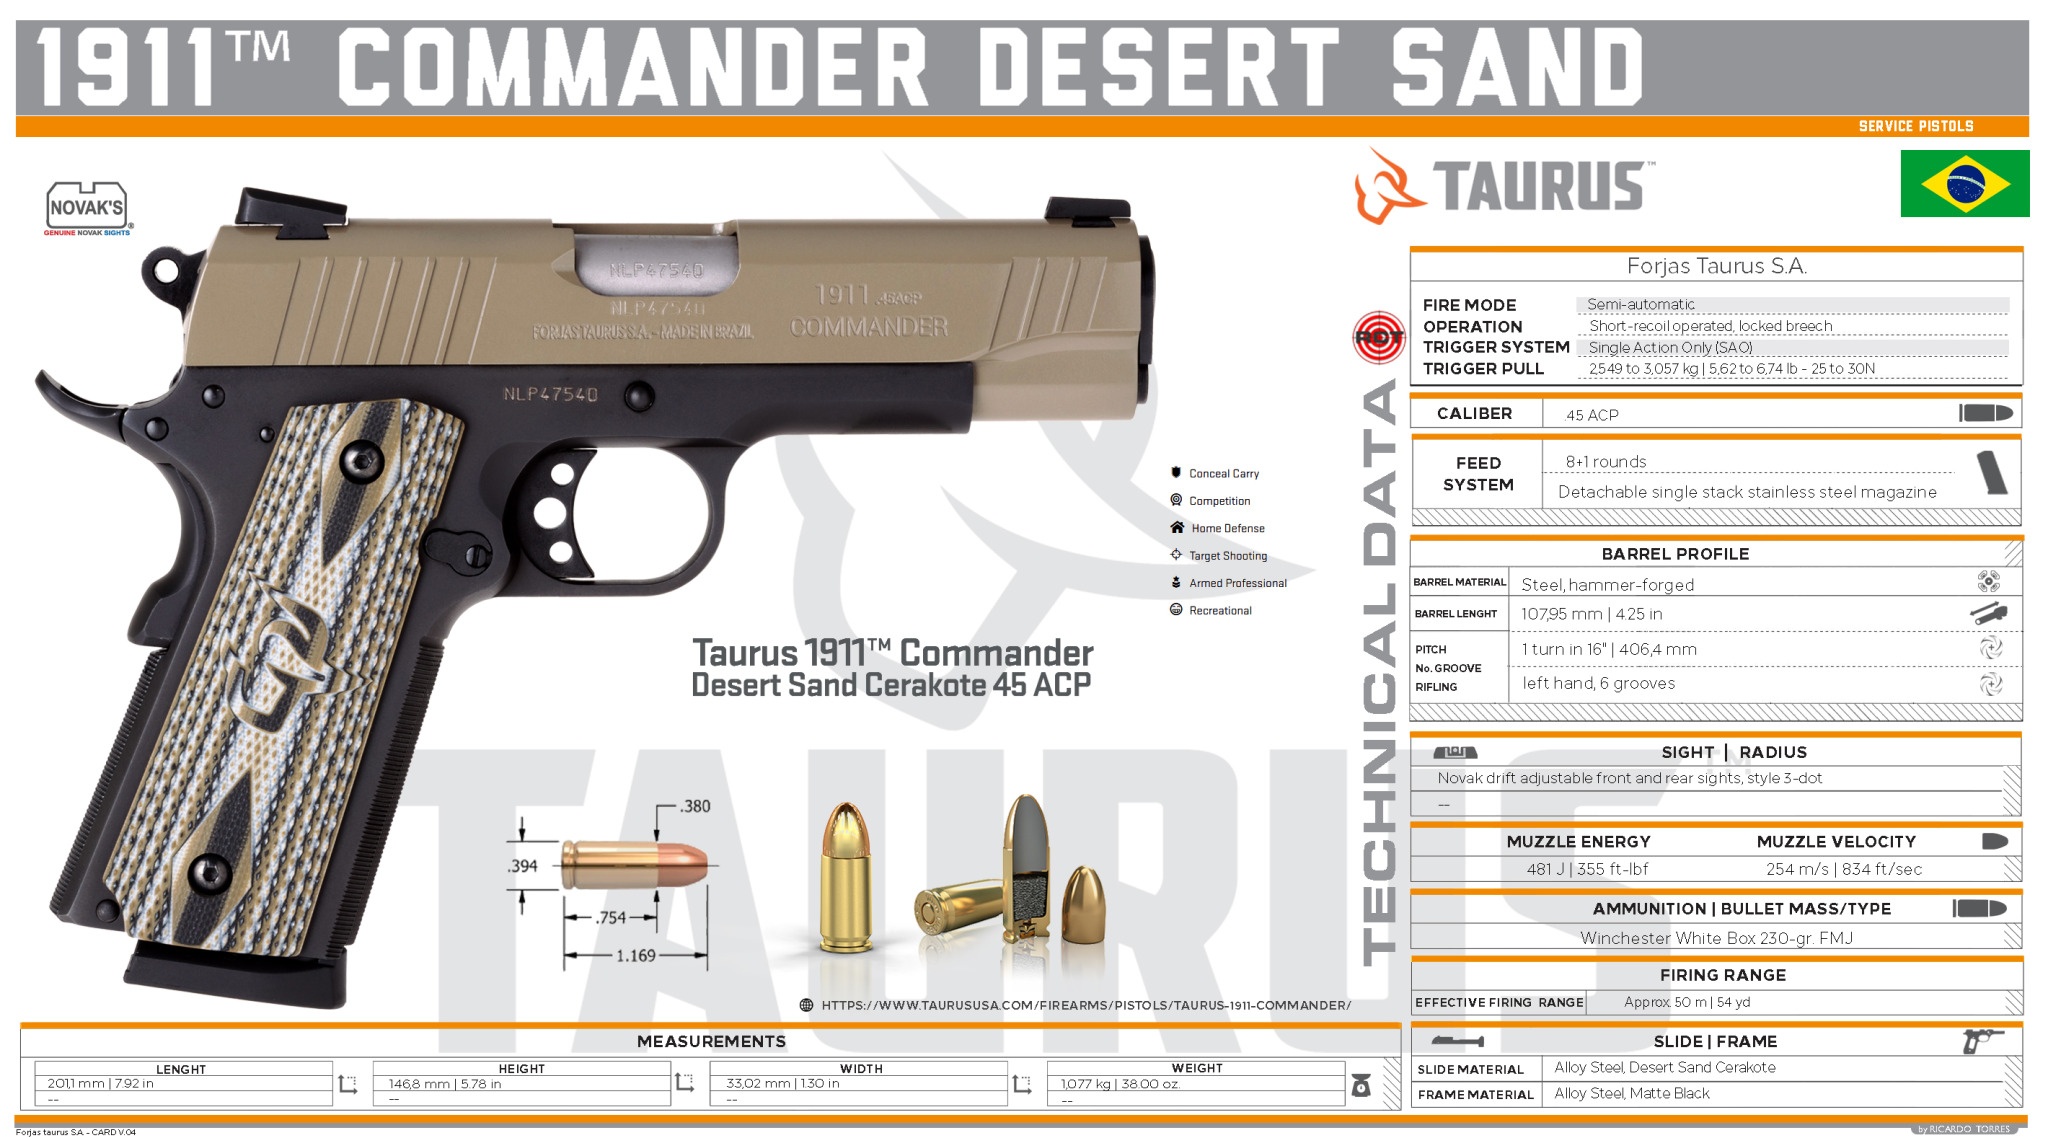 1911™ COMMANDER DESERT SAND
SERVICE PISTOLS
NOVAK'S®
GENUINE NOVAK SIGHTS
TAURUS™
NLP47540
NLP47540
FORJAS TAURUS S.A. - MADE IN BRAZIL
1911 .45ACP
COMMANDER
NLP47540
Conceal Carry
Competition
Home Defense
Target Shooting
Armed Professional
Recreational
Taurus 1911™ Commander
Desert Sand Cerakote 45 ACP
TAURUS™
.380
.394
.754
1.169
HTTPS://WWW.TAURUSUSA.COM/FIREARMS/PISTOLS/TAURUS-1911-COMMANDER/
TECHNICAL DATA
Forjas Taurus S.A.
FIRE MODE Semi-automatic
OPERATION Short-recoil operated, locked breech
TRIGGER SYSTEM Single Action Only (SAO)
TRIGGER PULL 2,549 to 3,057 kg | 5,62 to 6,74 lb - 25 to 30N
CALIBER .45 ACP
FEED SYSTEM
8+1 rounds
Detachable single stack stainless steel magazine
BARREL PROFILE
BARREL MATERIAL Steel, hammer-forged
BARREL LENGHT 107,95 mm | 4.25 in
PITCH 1 turn in 16" | 406,4 mm
No. GROOVE
RIFLING left hand, 6 grooves
SIGHT | RADIUS
Novak drift adjustable front and rear sights, style 3-dot
--
MUZZLE ENERGY MUZZLE VELOCITY
481 J | 355 ft-lbf 254 m/s | 834 ft/sec
AMMUNITION | BULLET MASS/TYPE
Winchester White Box 230-gr. FMJ
FIRING RANGE
EFFECTIVE FIRING RANGE Approx. 50 m | 54 yd
SLIDE | FRAME
SLIDE MATERIAL Alloy Steel, Desert Sand Cerakote
FRAME MATERIAL Alloy Steel, Matte Black
MEASUREMENTS
LENGHT HEIGHT WIDTH WEIGHT
201,1 mm | 7.92 in 146,8 mm | 5.78 in 33,02 mm | 1.30 in 1,077 kg | 38.00 oz.
-- -- -- --
Forjas taurus S.A. - CARD V.04
by RICARDO TORRES